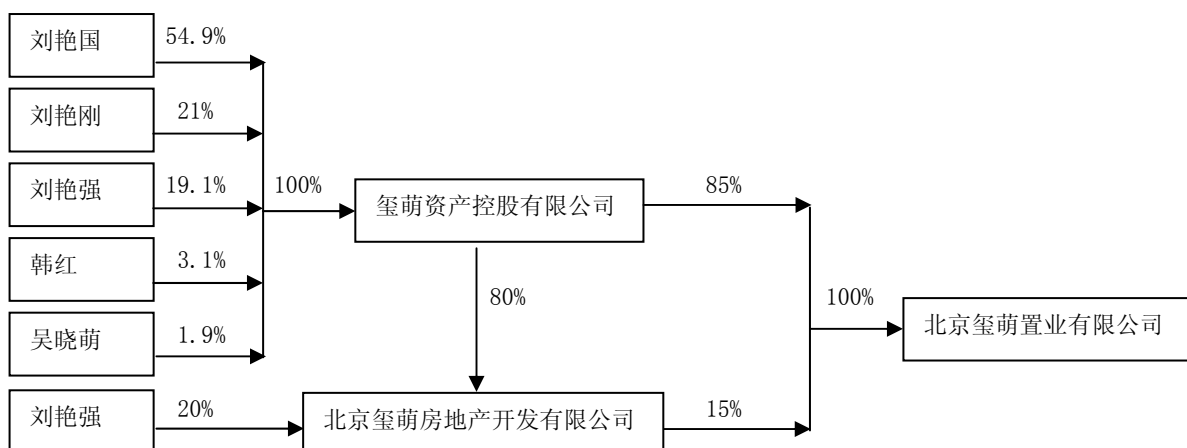 刘艳国
54.9%
刘艳刚
21%
刘艳强
19.1%
100%
玺萌资产控股有限公司
85%
韩红
3.1%
80%
100%
北京玺萌置业有限公司
吴晓萌
1.9%
刘艳强
20%
北京玺萌房地产开发有限公司
15%